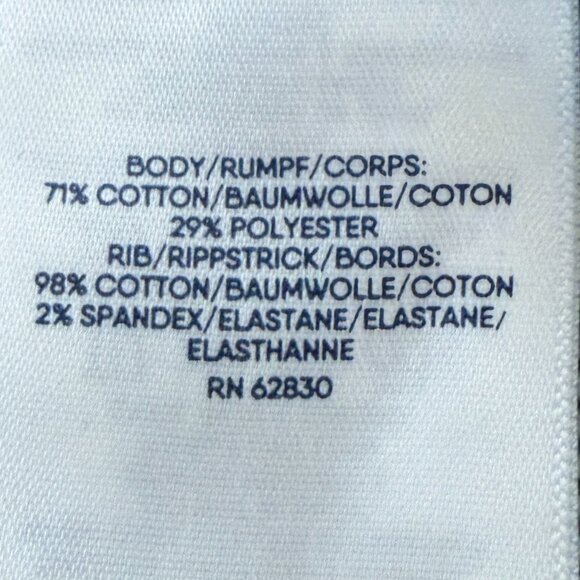 BODY/RUMPF/CORPS:
71% COTTON/BAUMWOLLE/COTON
29% POLYESTER
RIB/RIPPSTRICK/BORDS:
98% COTTON/BAUMWOLLE/COTON
2% SPANDEX/ELASTANE/ELASTANE/
ELASTHANNE
RN 62830